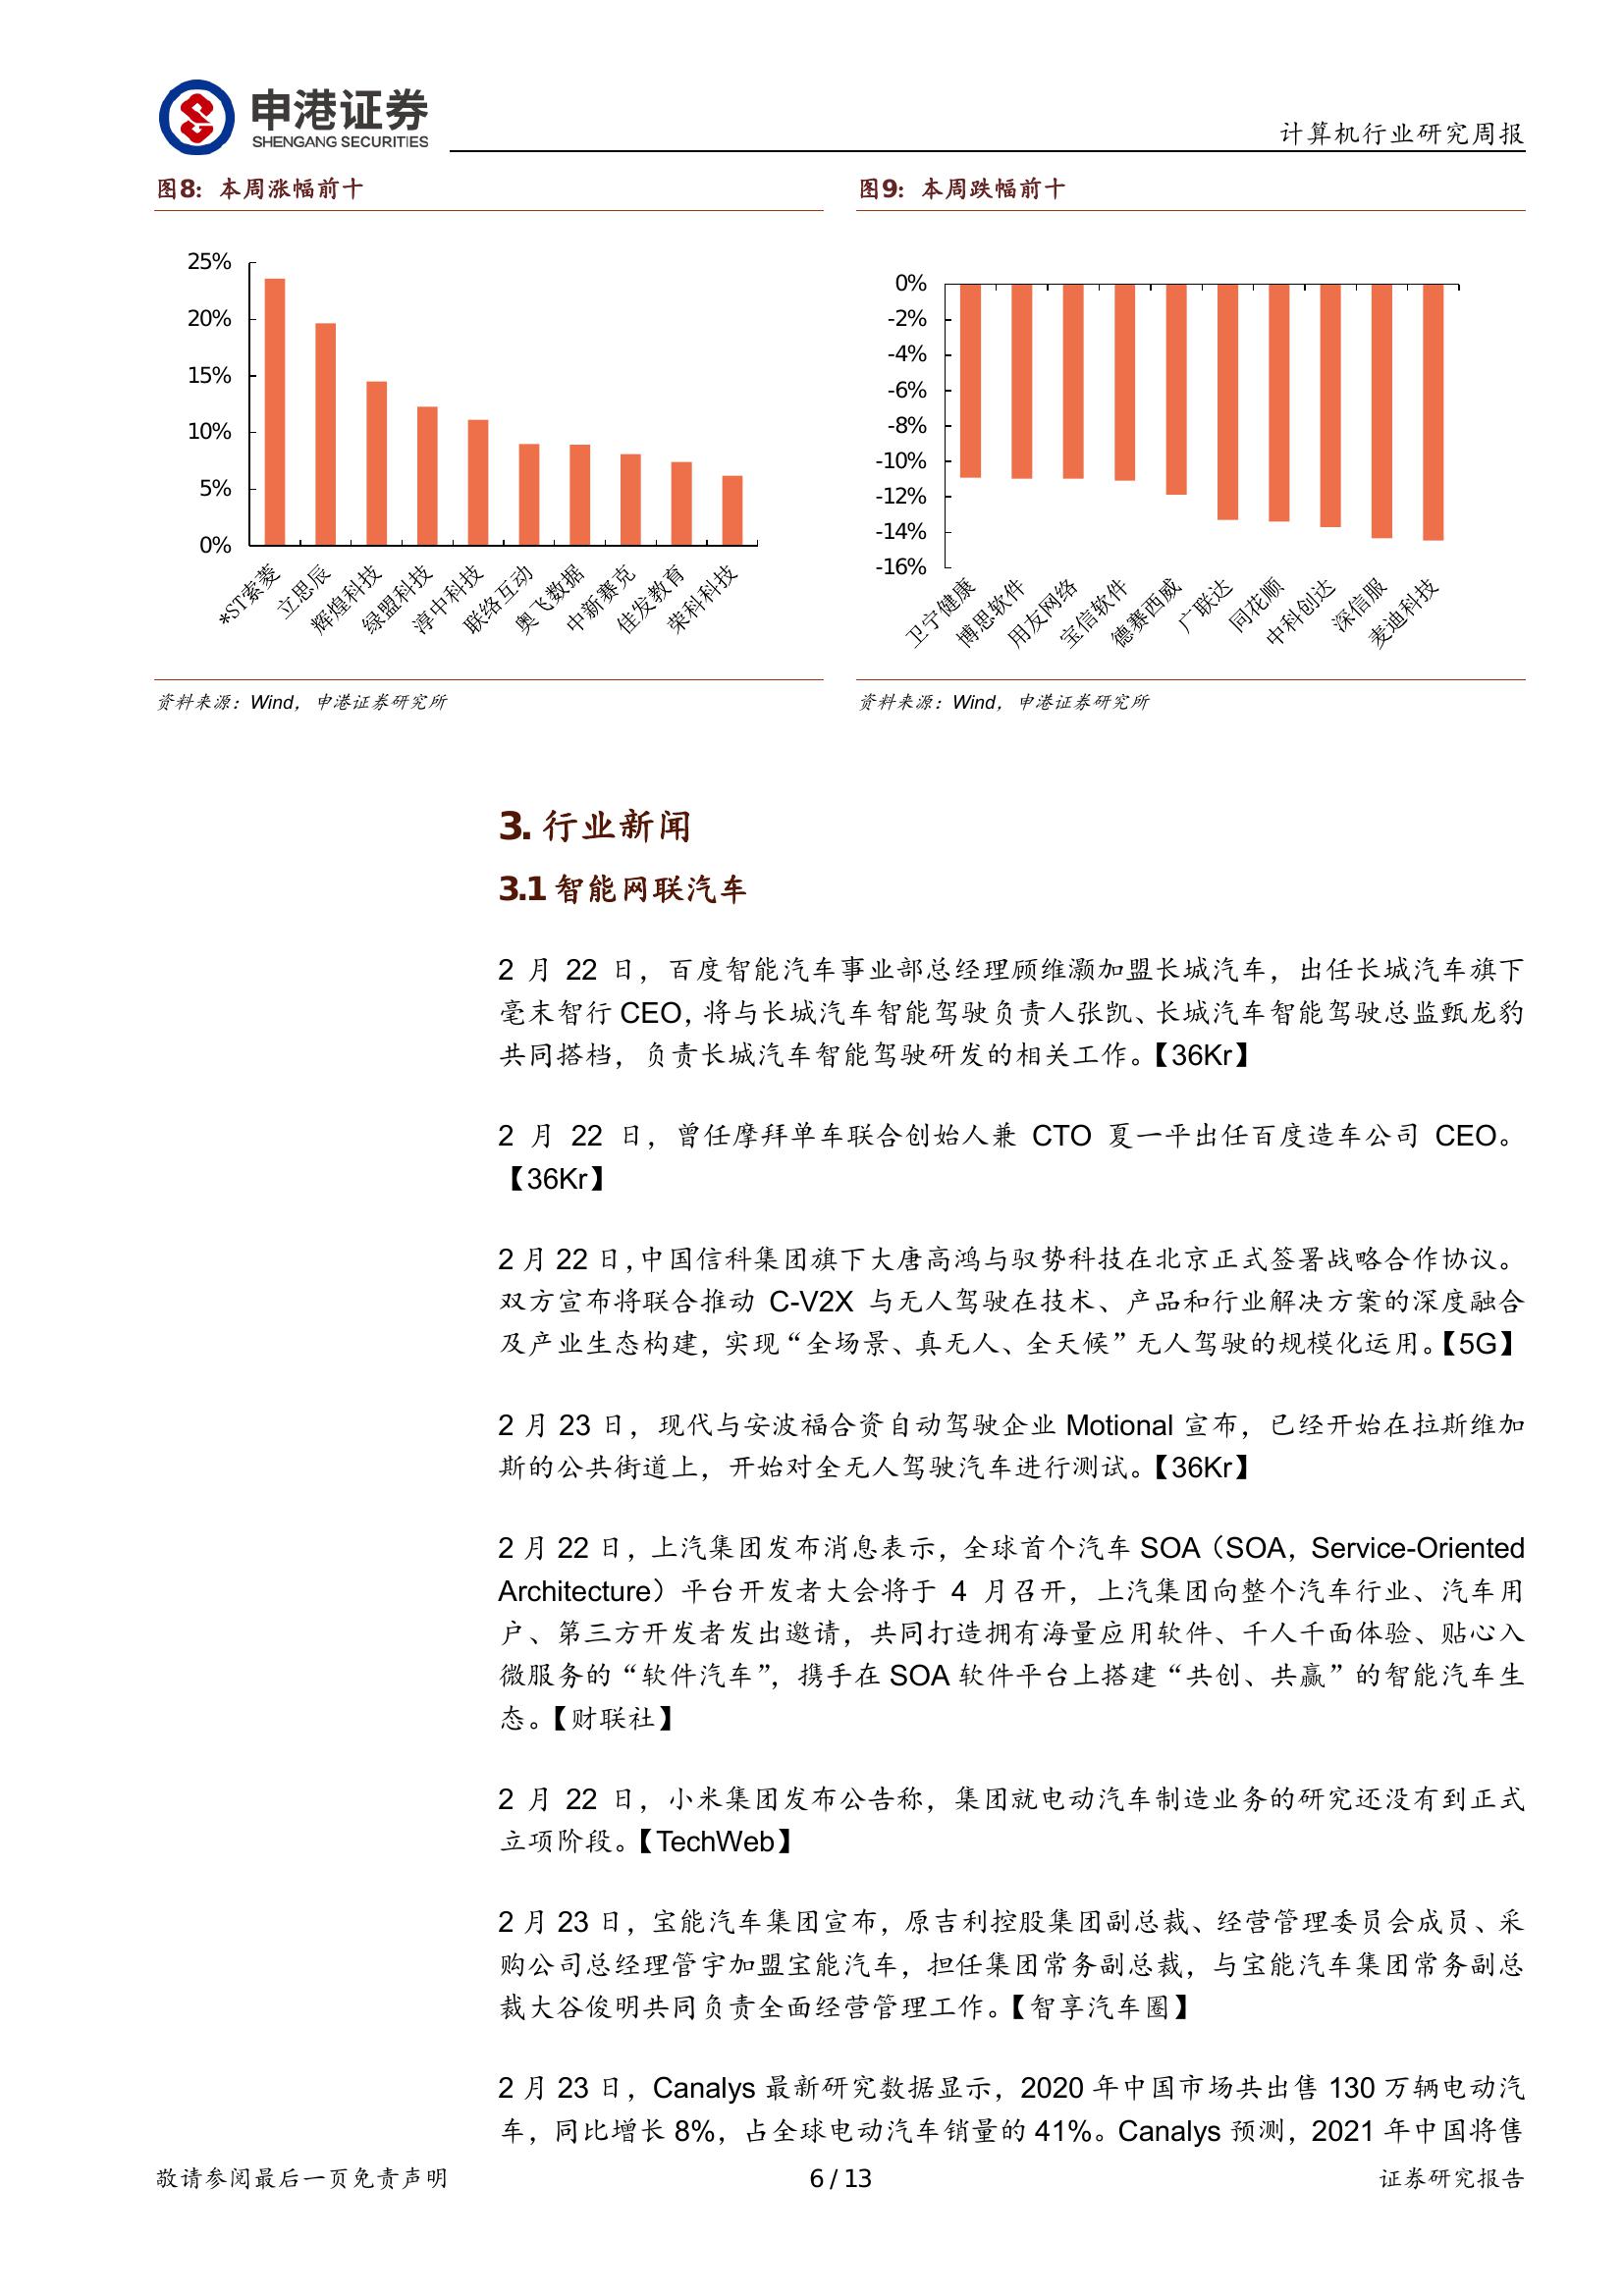 申港证券
SHENGANG SECURITIES
计算机行业研究周报
图8：本周涨幅前十
25%
20%
15%
10%
5%
0%
*ST索菱
立思辰
辉煌科技
绿盟科技
淳中科技
联络互动
奥飞数据
中新赛克
佳发教育
荣科科技
资料来源：Wind，申港证券研究所
图9：本周跌幅前十
0%
-2%
-4%
-6%
-8%
-10%
-12%
-14%
-16%
卫宁健康
博思软件
用友网络
宝信软件
德赛西威
广联达
同花顺
中科创达
深信服
麦迪科技
资料来源：Wind，申港证券研究所
3. 行业新闻
3.1 智能网联汽车
2 月 22 日，百度智能汽车事业部总经理顾维灏加盟长城汽车，出任长城汽车旗下
毫末智行 CEO，将与长城汽车智能驾驶负责人张凯、长城汽车智能驾驶总监甄龙豹
共同搭档，负责长城汽车智能驾驶研发的相关工作。【36Kr】
2 月 22 日，曾任摩拜单车联合创始人兼 CTO 夏一平出任百度造车公司 CEO。
【36Kr】
2 月 22 日，中国信科集团旗下大唐高鸿与驭势科技在北京正式签署战略合作协议。
双方宣布将联合推动 C-V2X 与无人驾驶在技术、产品和行业解决方案的深度融合
及产业生态构建，实现“全场景、真无人、全天候”无人驾驶的规模化运用。【5G】
2 月 23 日，现代与安波福合资自动驾驶企业 Motional 宣布，已经开始在拉斯维加
斯的公共街道上，开始对全无人驾驶汽车进行测试。【36Kr】
2 月 22 日，上汽集团发布消息表示，全球首个汽车 SOA（SOA，Service-Oriented
Architecture）平台开发者大会将于 4 月召开，上汽集团向整个汽车行业、汽车用
户、第三方开发者发出邀请，共同打造拥有海量应用软件、千人千面体验、贴心入
微服务的“软件汽车”，携手在 SOA 软件平台上搭建“共创、共赢”的智能汽车生
态。【财联社】
2 月 22 日，小米集团发布公告称，集团就电动汽车制造业务的研究还没有到正式
立项阶段。【TechWeb】
2 月 23 日，宝能汽车集团宣布，原吉利控股集团副总裁、经营管理委员会成员、采
购公司总经理管宇加盟宝能汽车，担任集团常务副总裁，与宝能汽车集团常务副总
裁大谷俊明共同负责全面经营管理工作。【智享汽车圈】
2 月 23 日，Canalys 最新研究数据显示，2020 年中国市场共出售 130 万辆电动汽
车，同比增长 8%，占全球电动汽车销量的 41%。Canalys 预测，2021 年中国将售
敬请参阅最后一页免责声明
6 / 13
证券研究报告